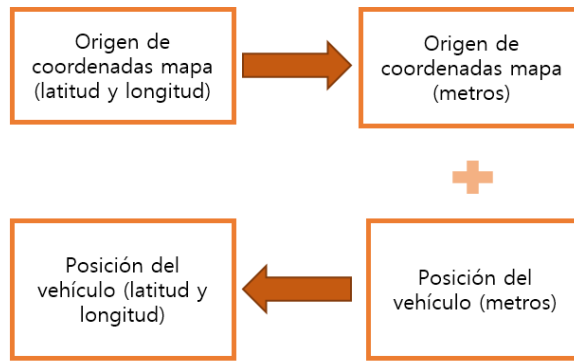 Origen de
coordenadas mapa
(latitud y longitud)
Origen de
coordenadas mapa
(metros)
Posición del
vehículo (latitud y
longitud)
Posición del
vehículo (metros)